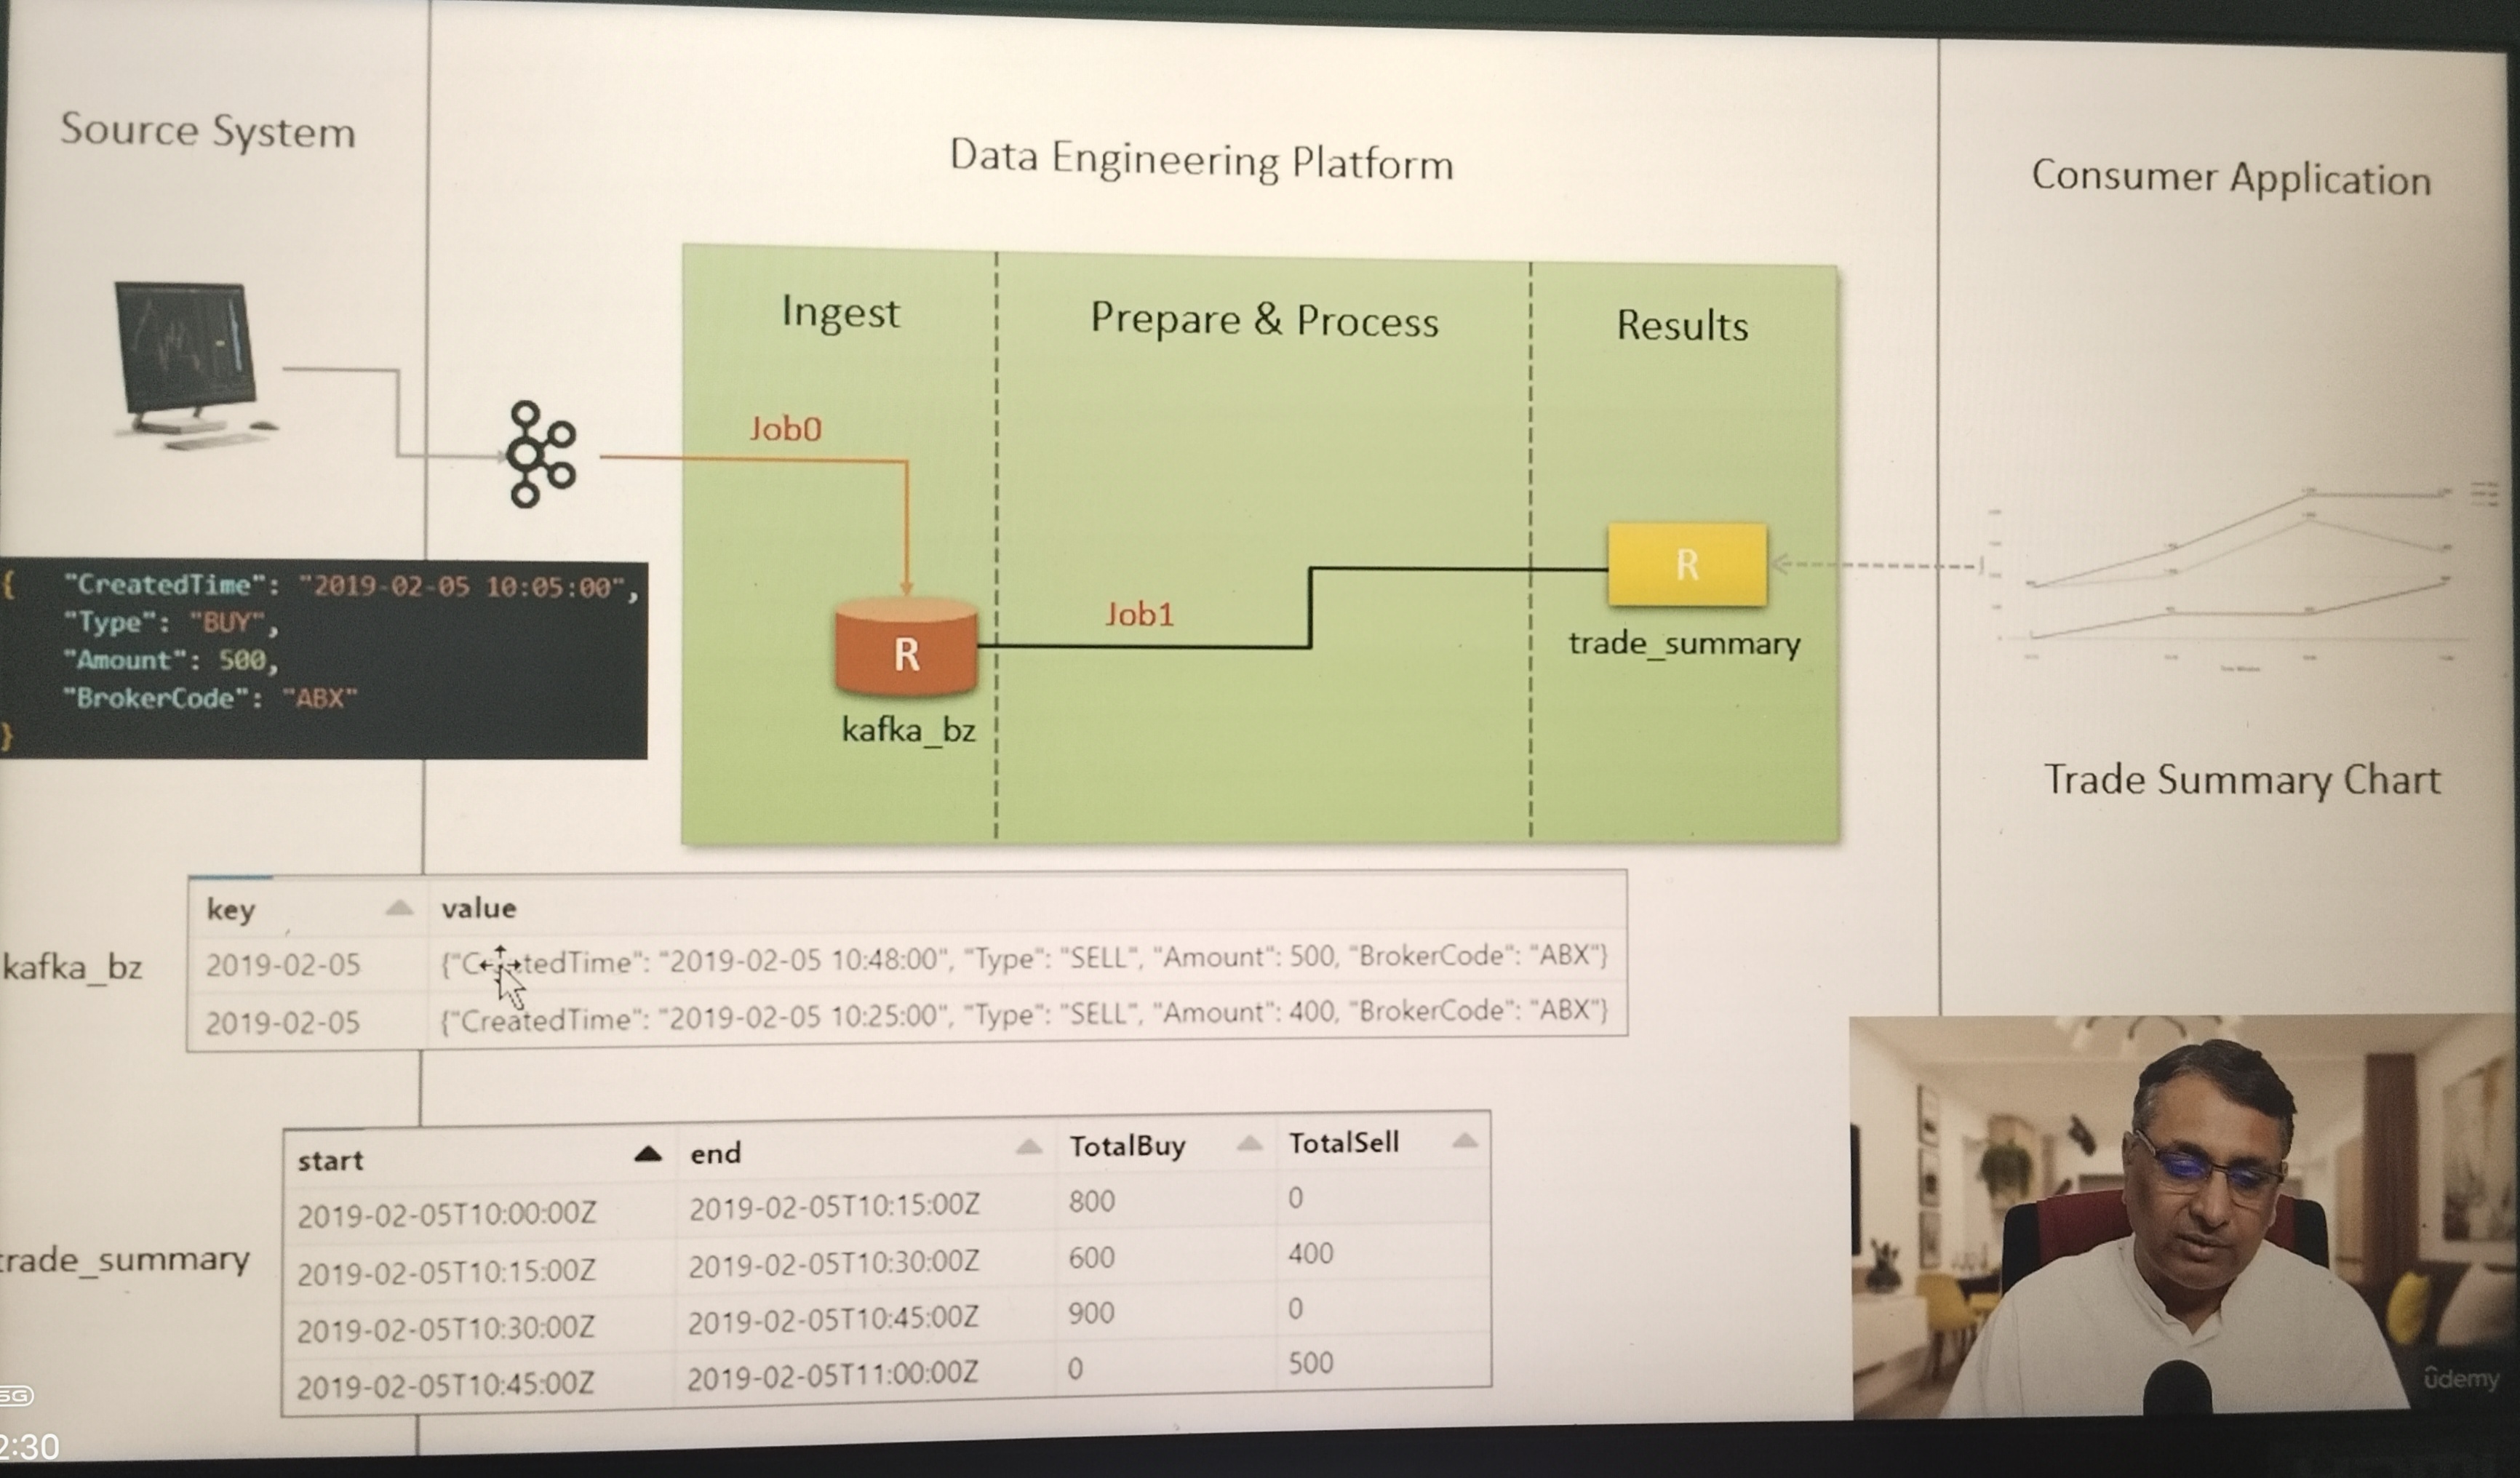 Source System
Data Engineering Platform
Consumer Application
Ingest
Prepare & Process
Results
Job0
Job1
R
R
kafka_bz
trade_summary
Trade Summary Chart
{ "CreatedTime": "2019-02-05 10:05:00",
"Type": "BUY",
"Amount": 500,
"BrokerCode": "ABX"
}
key value
kafka_bz
2019-02-05 {"CreatedTime": "2019-02-05 10:48:00", "Type": "SELL", "Amount": 500, "BrokerCode": "ABX"}
2019-02-05 {"CreatedTime": "2019-02-05 10:25:00", "Type": "SELL", "Amount": 400, "BrokerCode": "ABX"}
start end TotalBuy TotalSell
2019-02-05T10:00:00Z 2019-02-05T10:15:00Z 800 0
trade_summary
2019-02-05T10:15:00Z 2019-02-05T10:30:00Z 600 400
2019-02-05T10:30:00Z 2019-02-05T10:45:00Z 900 0
2019-02-05T10:45:00Z 2019-02-05T11:00:00Z 0 500
5G
2:30
ûdemy